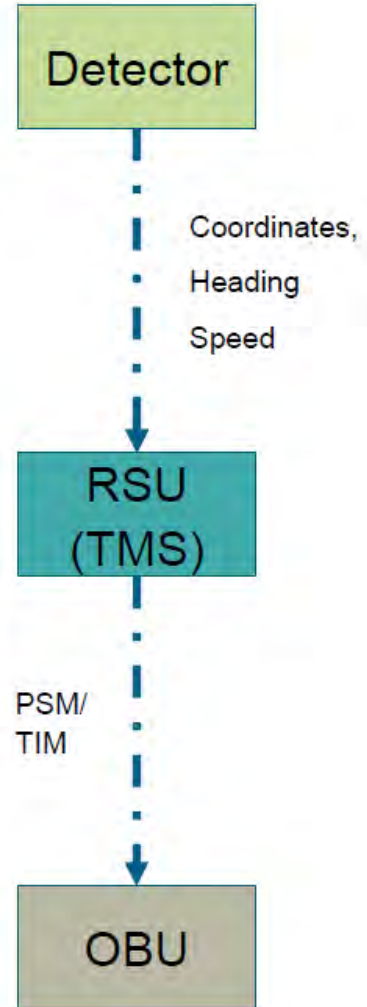 Detector
Coordinates,
Heading
Speed
RSU
(TMS)
PSM/
TIM
OBU